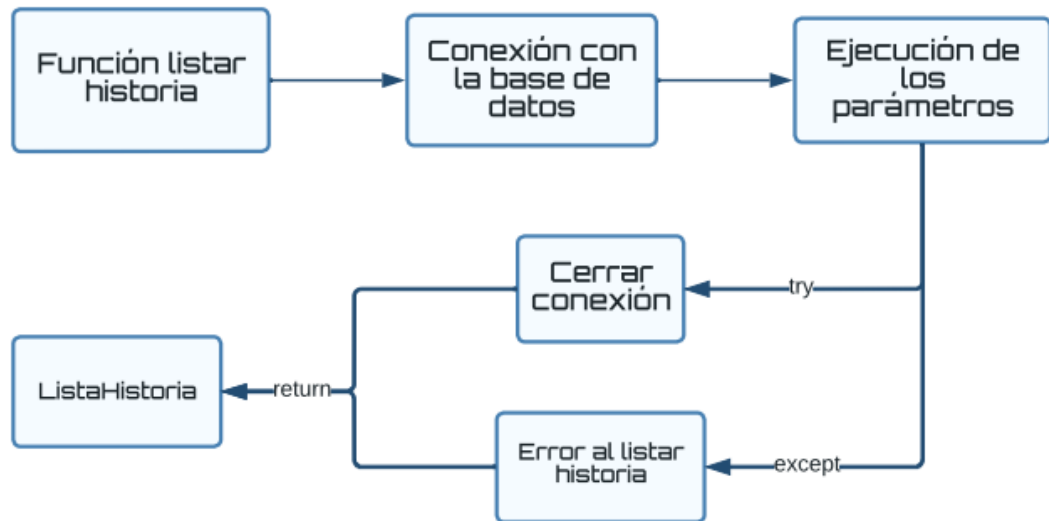 Función listar
historia
Conexión con
la base de
datos
Ejecución de
los
parámetros
Cerrar
conexión
try
ListaHistoria
return
Error al listar
historia
except